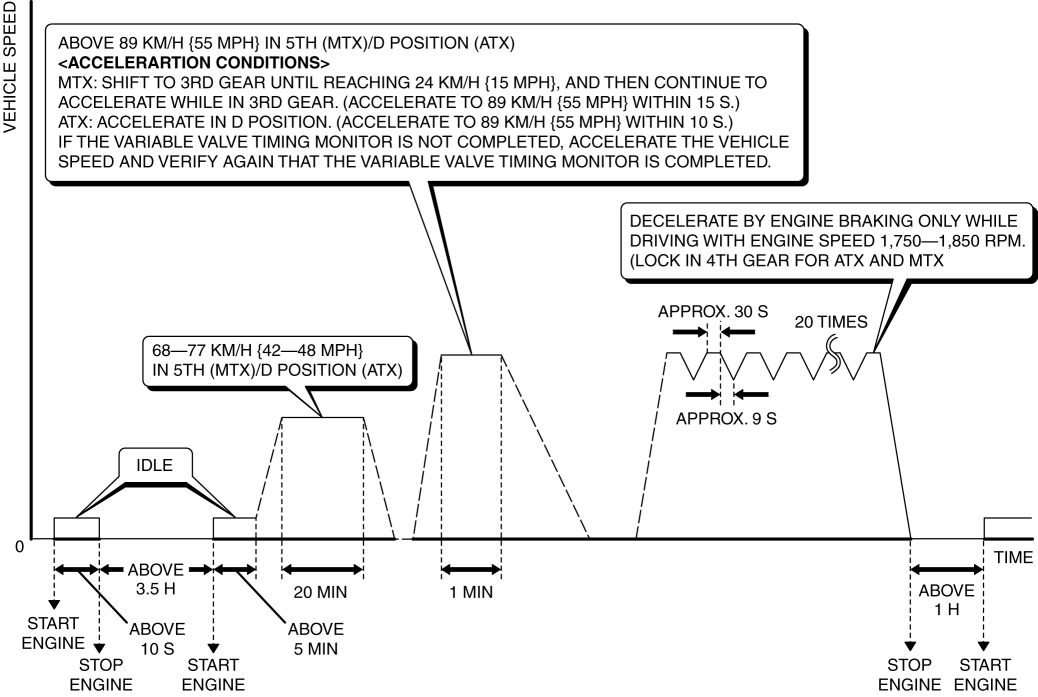 VEHICLE SPEED
ABOVE 89 KM/H {55 MPH} IN 5TH (MTX)/D POSITION (ATX)
<ACCELERARTION CONDITIONS>
MTX: SHIFT TO 3RD GEAR UNTIL REACHING 24 KM/H {15 MPH}, AND THEN CONTINUE TO
ACCELERATE WHILE IN 3RD GEAR. (ACCELERATE TO 89 KM/H {55 MPH} WITHIN 15 S.)
ATX: ACCELERATE IN D POSITION. (ACCELERATE TO 89 KM/H {55 MPH} WITHIN 10 S.)
IF THE VARIABLE VALVE TIMING MONITOR IS NOT COMPLETED, ACCELERATE THE VEHICLE
SPEED AND VERIFY AGAIN THAT THE VARIABLE VALVE TIMING MONITOR IS COMPLETED.
DECELERATE BY ENGINE BRAKING ONLY WHILE
DRIVING WITH ENGINE SPEED 1,750—1,850 RPM.
(LOCK IN 4TH GEAR FOR ATX AND MTX
APPROX. 30 S
20 TIMES
68—77 KM/H {42—48 MPH}
IN 5TH (MTX)/D POSITION (ATX)
APPROX. 9 S
IDLE
0
TIME
ABOVE
3.5 H
20 MIN
1 MIN
ABOVE
1 H
START
ENGINE
ABOVE
10 S
ABOVE
5 MIN
STOP
ENGINE
START
ENGINE
STOP
ENGINE
START
ENGINE